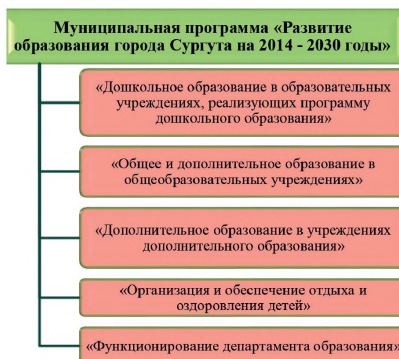 Муниципальная программа «Развитие
образования города Сургута на 2014 - 2030 годы»
«Дошкольное образование в образовательных
учреждениях, реализующих программу
дошкольного образования»
«Общее и дополнительное образование в
общеобразовательных учреждениях»
«Дополнительное образование в учреждениях
дополнительного образования»
«Организация и обеспечение отдыха и
оздоровления детей»
«Функционирование департамента образования»